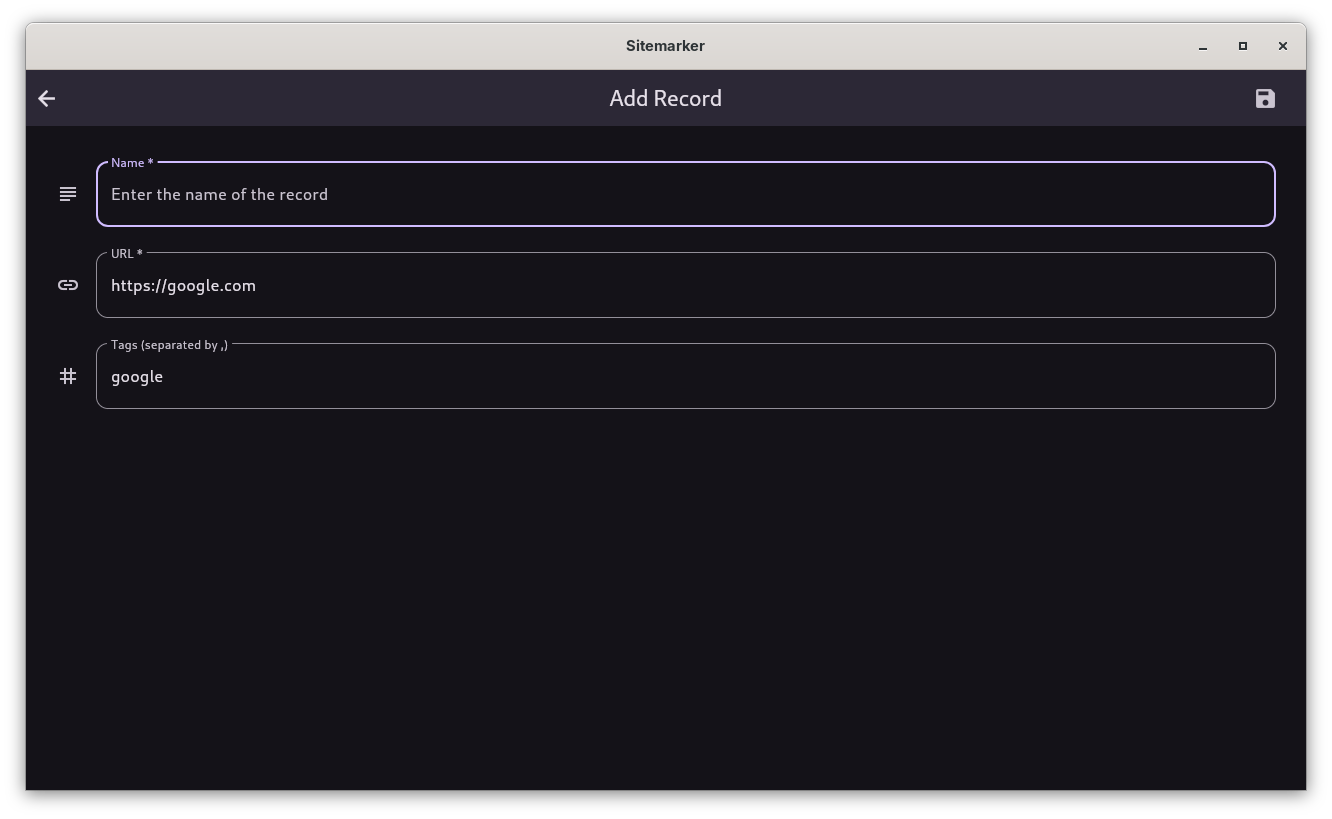 Sitemarker
Add Record
Name *
Enter the name of the record
URL *
https://google.com
Tags (separated by ,)
google